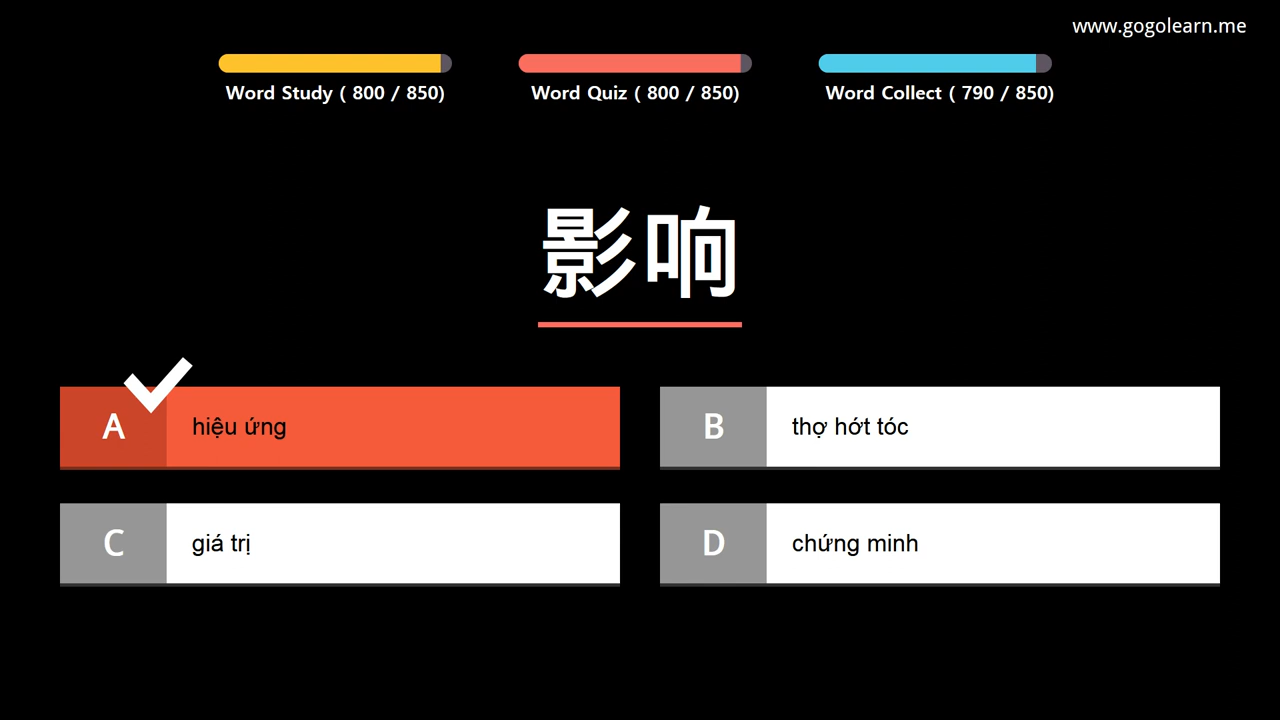 www.gogolearn.me
Word Study ( 800 / 850)
Word Quiz ( 800 / 850)
Word Collect ( 790 / 850)
影响
A hiệu ứng
B thợ hớt tóc
C giá trị
D chứng minh